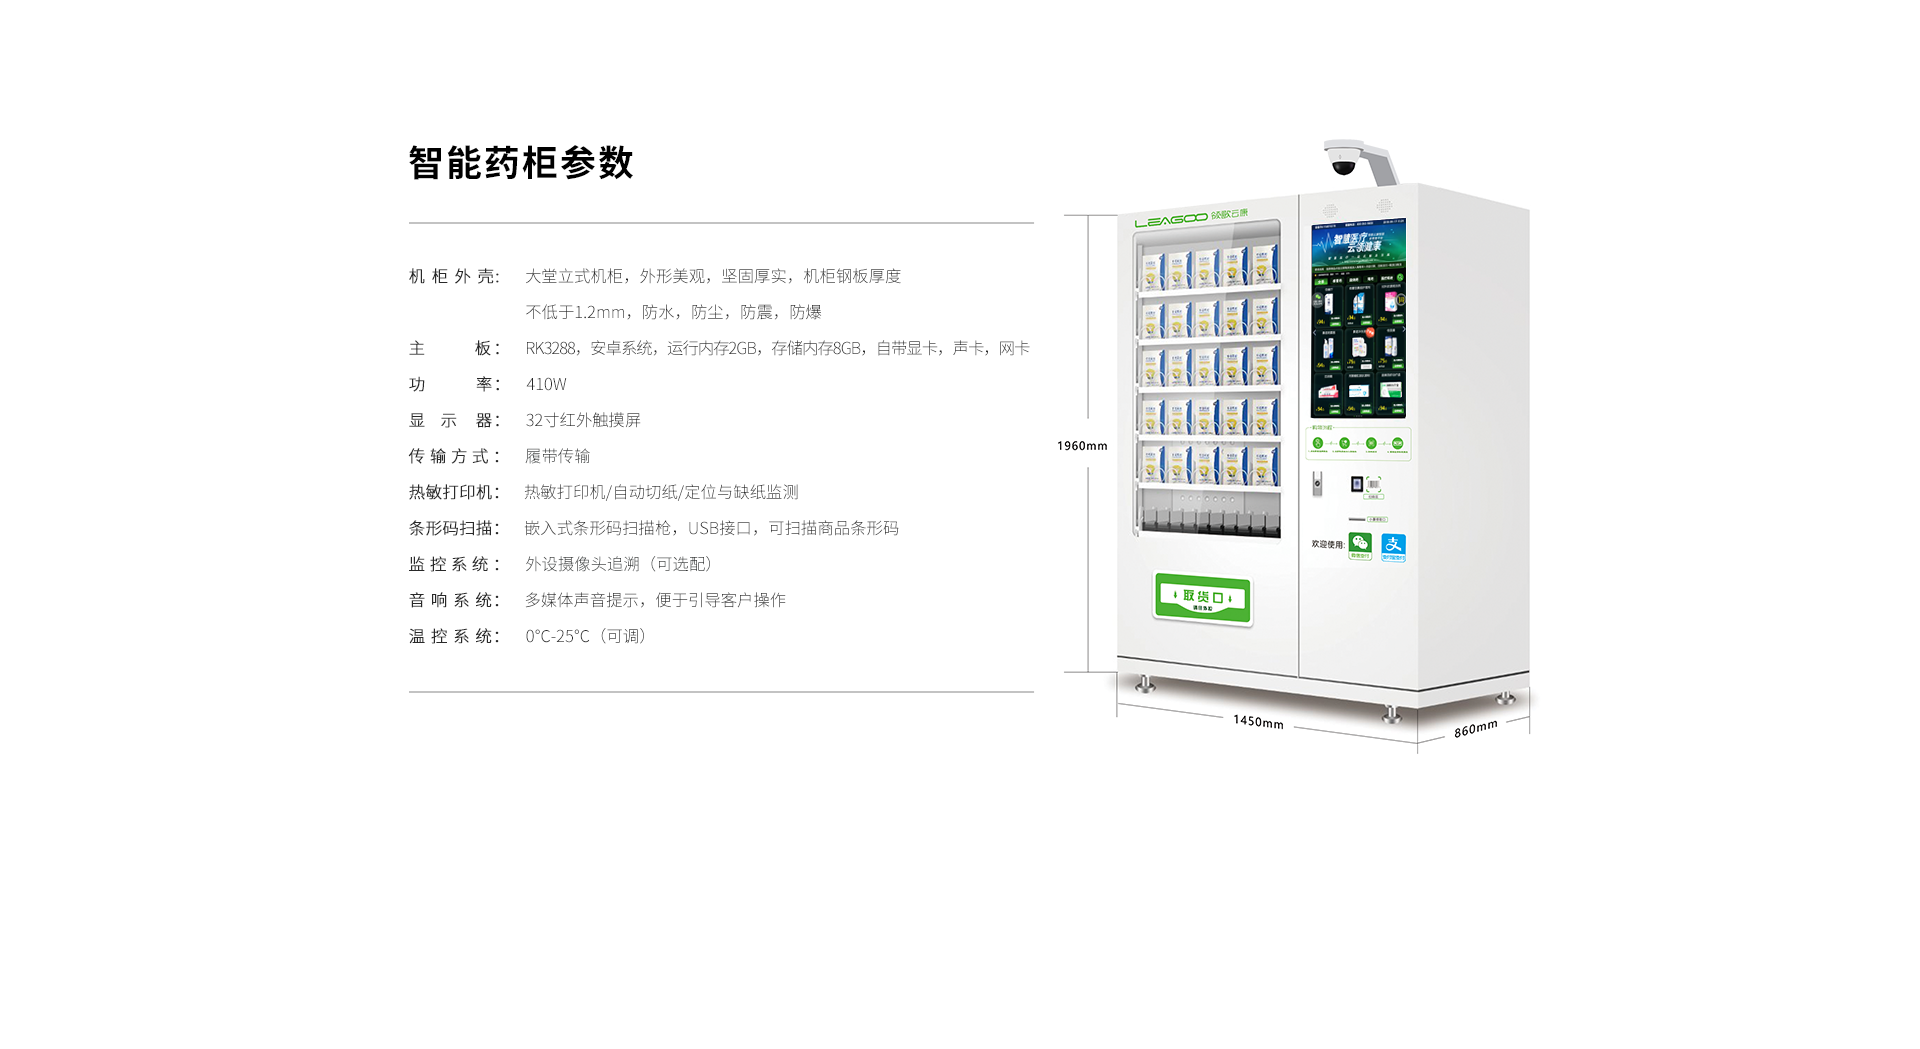 智能药柜参数
机柜外壳： 大堂立式机柜，外形美观，坚固厚实，机柜钢板厚度
不低于1.2mm，防水，防尘，防震，防爆
主板： RK3288，安卓系统，运行内存2GB，存储内存8GB，自带显卡，声卡，网卡
功率： 410W
显示器： 32寸红外触摸屏
传输方式： 履带传输
热敏打印机： 热敏打印机/自动切纸/定位与缺纸监测
条形码扫描： 嵌入式条形码扫描枪，USB接口，可扫描商品条形码
监控系统： 外设摄像头追溯（可选配）
音响系统： 多媒体声音提示，便于引导客户操作
温控系统： 0℃-25℃（可调）
LEAGOO 领歌云康
智慧医疗
云领健康
欢迎使用:
取货口
1960mm
1450mm
860mm